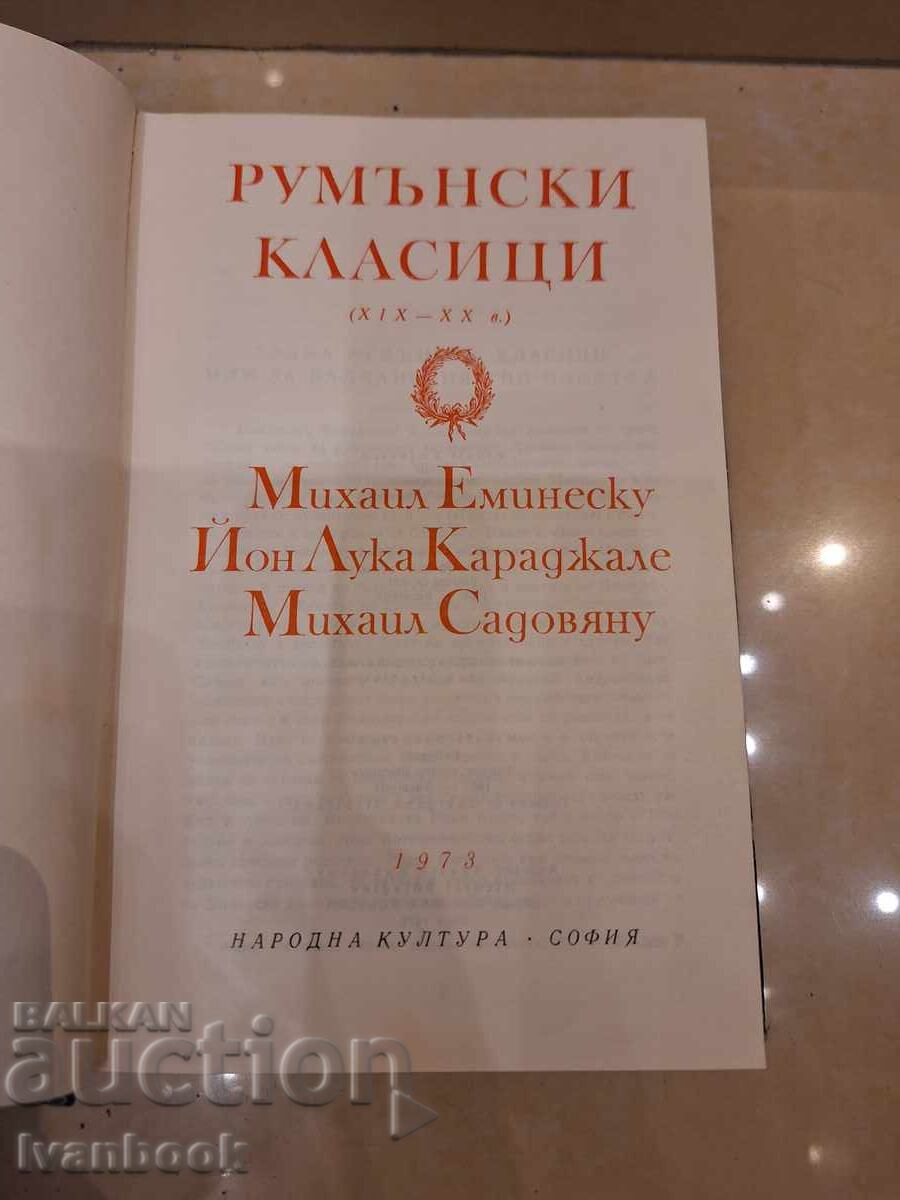 РУМЪНСКИ
КЛАСИЦИ
(XIX—XX в.)
Михаил Еминеску
Йон Лука Караджале
Михаил Садовяну
1973
НАРОДНА КУЛТУРА · СОФИЯ
BALKAN
auction
Ivanbook